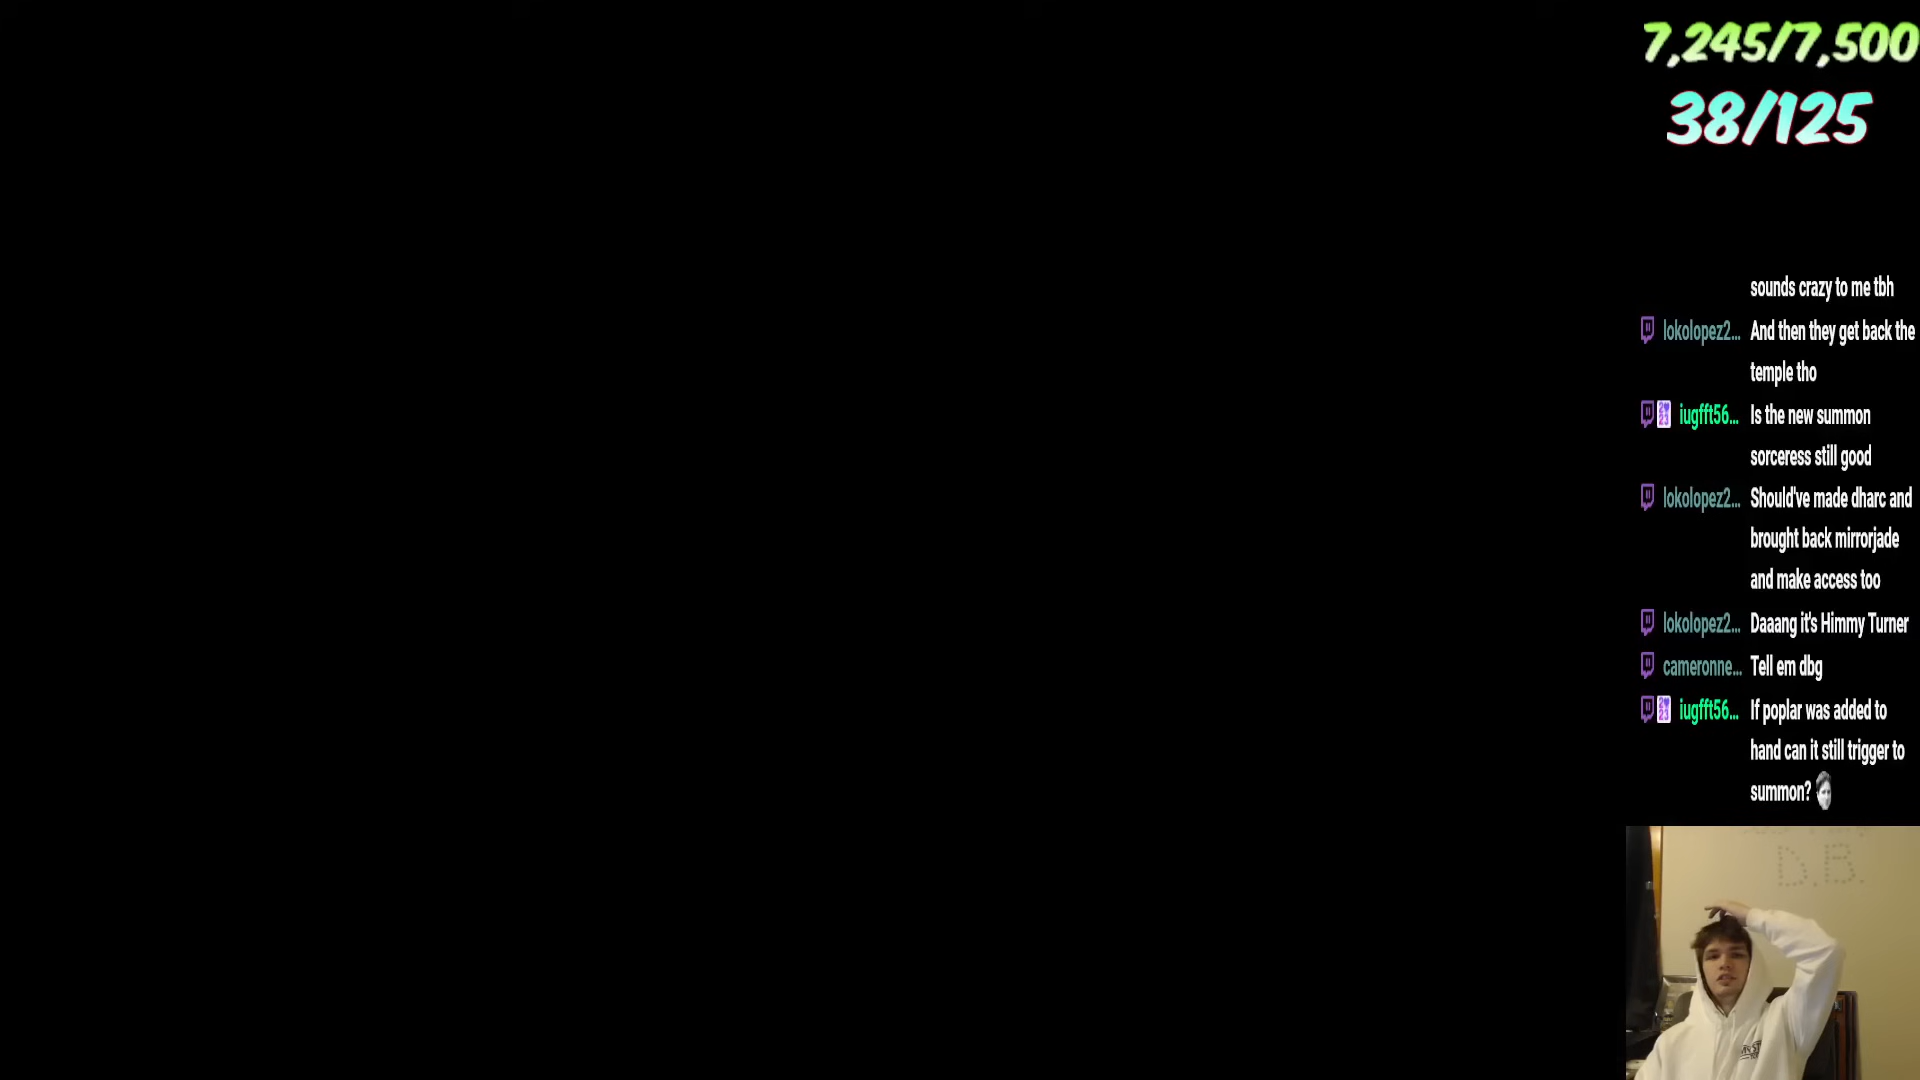 7,245/7,500
38/125
sounds crazy to me tbh
lokolopez2... And then they get back the
temple tho
iugfft56... Is the new summon
sorceress still good
lokolopez2... Should've made dharc and
brought back mirrorjade
and make access too
lokolopez2... Daaang it's Himmy Turner
cameronne... Tell em dbg
iugfft56... If poplar was added to
hand can it still trigger to
summon?
D.B.